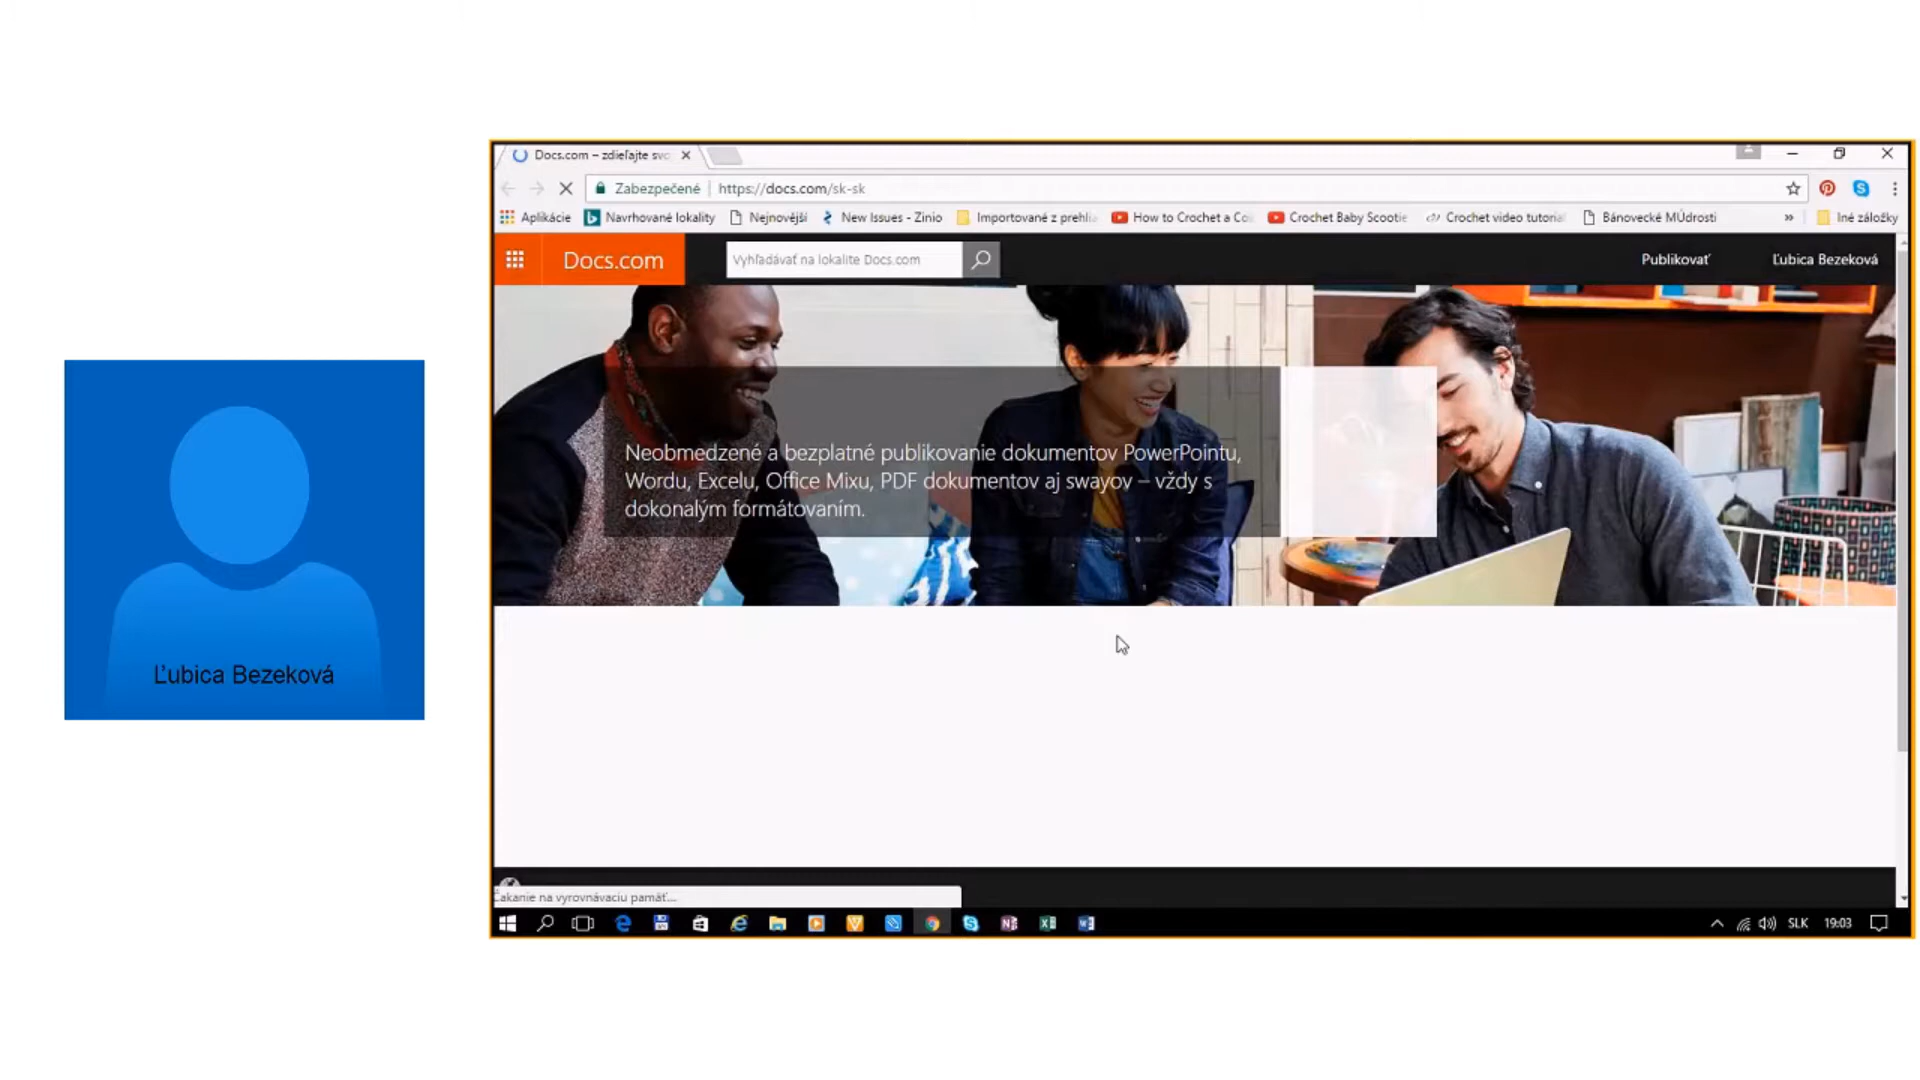 Docs.com – zdieľajte svo
Zabezpečené | https://docs.com/sk-sk
Aplikácie Navrhované lokality Nejnovější New Issues - Zinio Importované z prehli How to Crochet a Co Crochet Baby Scootie Crochet video tutorial Bánovecké MÚdrosti » Iné záložky
Docs.com Vyhľadávať na lokalite Docs.com Publikovať Ľubica Bezeková
Neobmedzené a bezplatné publikovanie dokumentov PowerPointu,
Wordu, Excelu, Office Mixu, PDF dokumentov aj swayov – vždy s
dokonalým formátovaním.
Ľubica Bezeková
Čakanie na vyrovnávaciu pamäť...
SLK 19:03